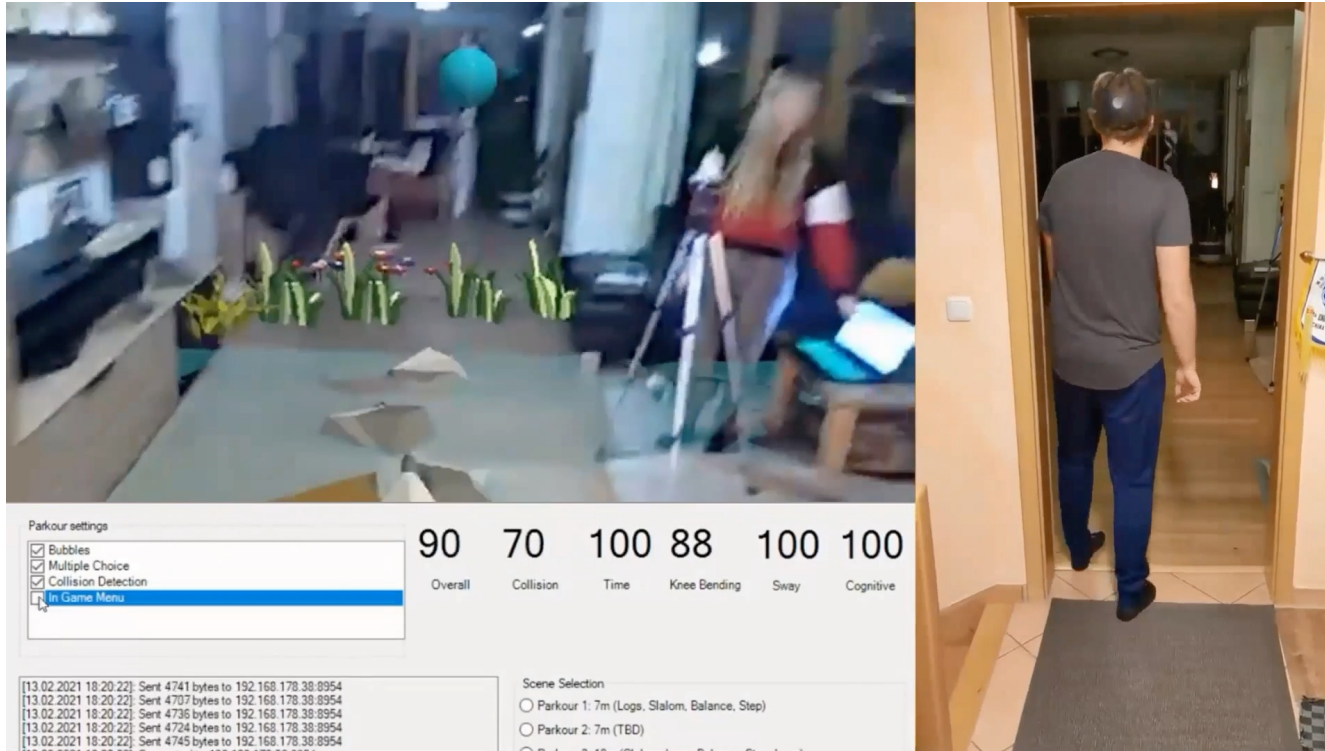 Parkour settings
Bubbles
Multiple Choice
Collision Detection
In Game Menu
90 70 100 88 100 100
Overall Collision Time Knee Bending Sway Cognitive
[13.02.2021 18:20:22]: Sent 4741 bytes to 192.168.178.38:8954
[13.02.2021 18:20:22]: Sent 4707 bytes to 192.168.178.38:8954
[13.02.2021 18:20:22]: Sent 4736 bytes to 192.168.178.38:8954
[13.02.2021 18:20:22]: Sent 4724 bytes to 192.168.178.38:8954
[13.02.2021 18:20:22]: Sent 4745 bytes to 192.168.178.38:8954
Scene Selection
Parkour 1: 7m (Logs, Slalom, Balance, Step)
Parkour 2: 7m (TBD)